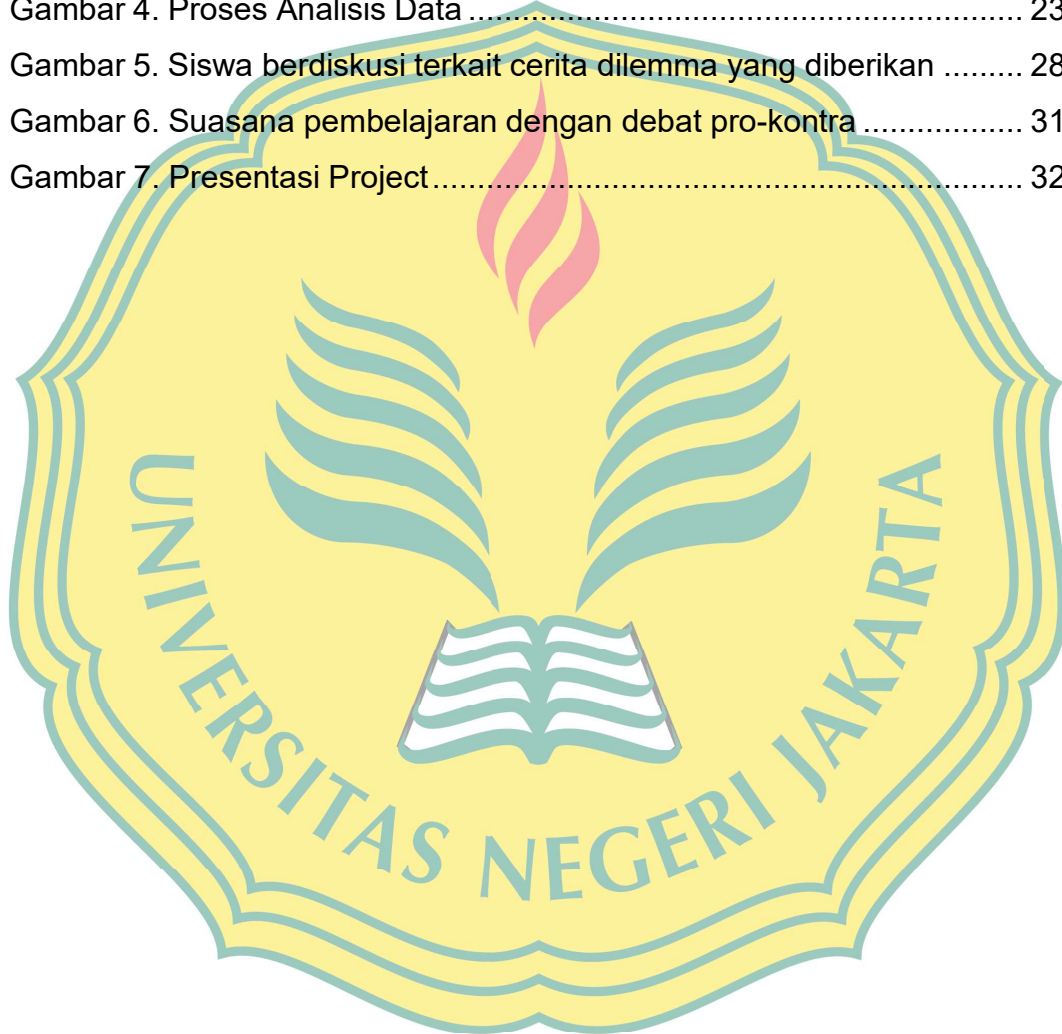 Gambar 4. Proses Analisis Data .................................................................... 23
Gambar 5. Siswa berdiskusi terkait cerita dilemma yang diberikan ......... 28
Gambar 6. Suasana pembelajaran dengan debat pro-kontra ................... 31
Gambar 7. Presentasi Project ....................................................................... 32
UNIVERSITAS NEGERI JAKARTA